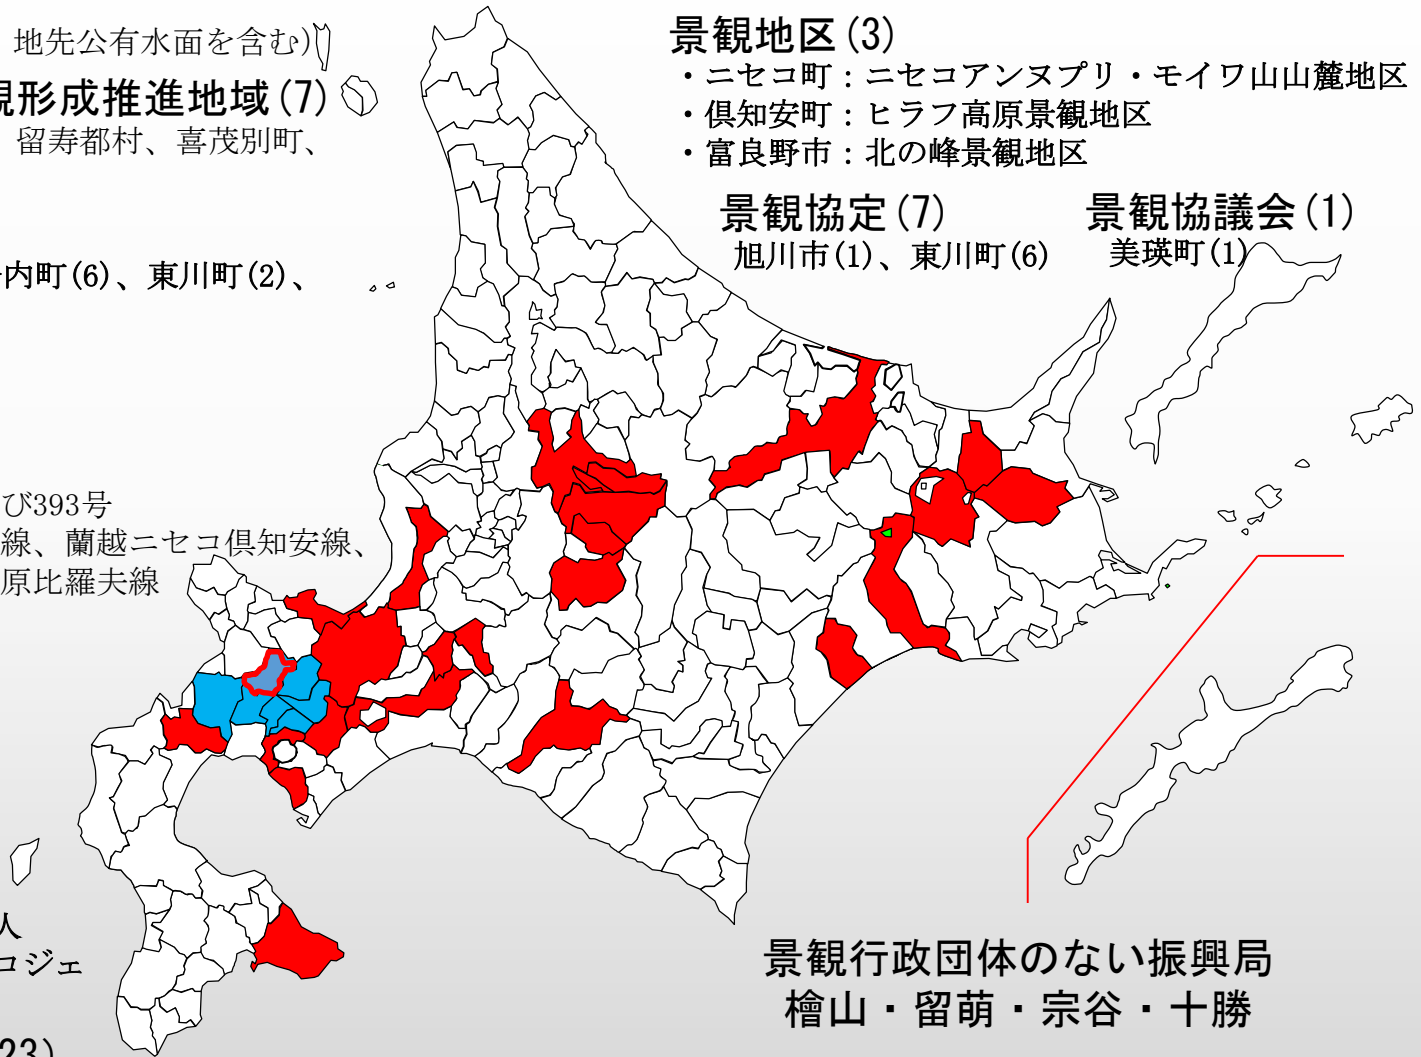 地先公有水面を含む)
観形成推進地域(7)
留寿都村、喜茂別町、
内町(6)、東川町(2)、
び393号
線、蘭越ニセコ倶知安線、
原比羅夫線
人
コジェ
23)
景観地区(3)
・ニセコ町：ニセコアンヌプリ・モイワ山山麓地区
・倶知安町：ヒラフ高原景観地区
・富良野市：北の峰景観地区
景観協定(7)
旭川市(1)、東川町(6)
景観協議会(1)
美瑛町(1)
景観行政団体のない振興局
檜山・留萌・宗谷・十勝